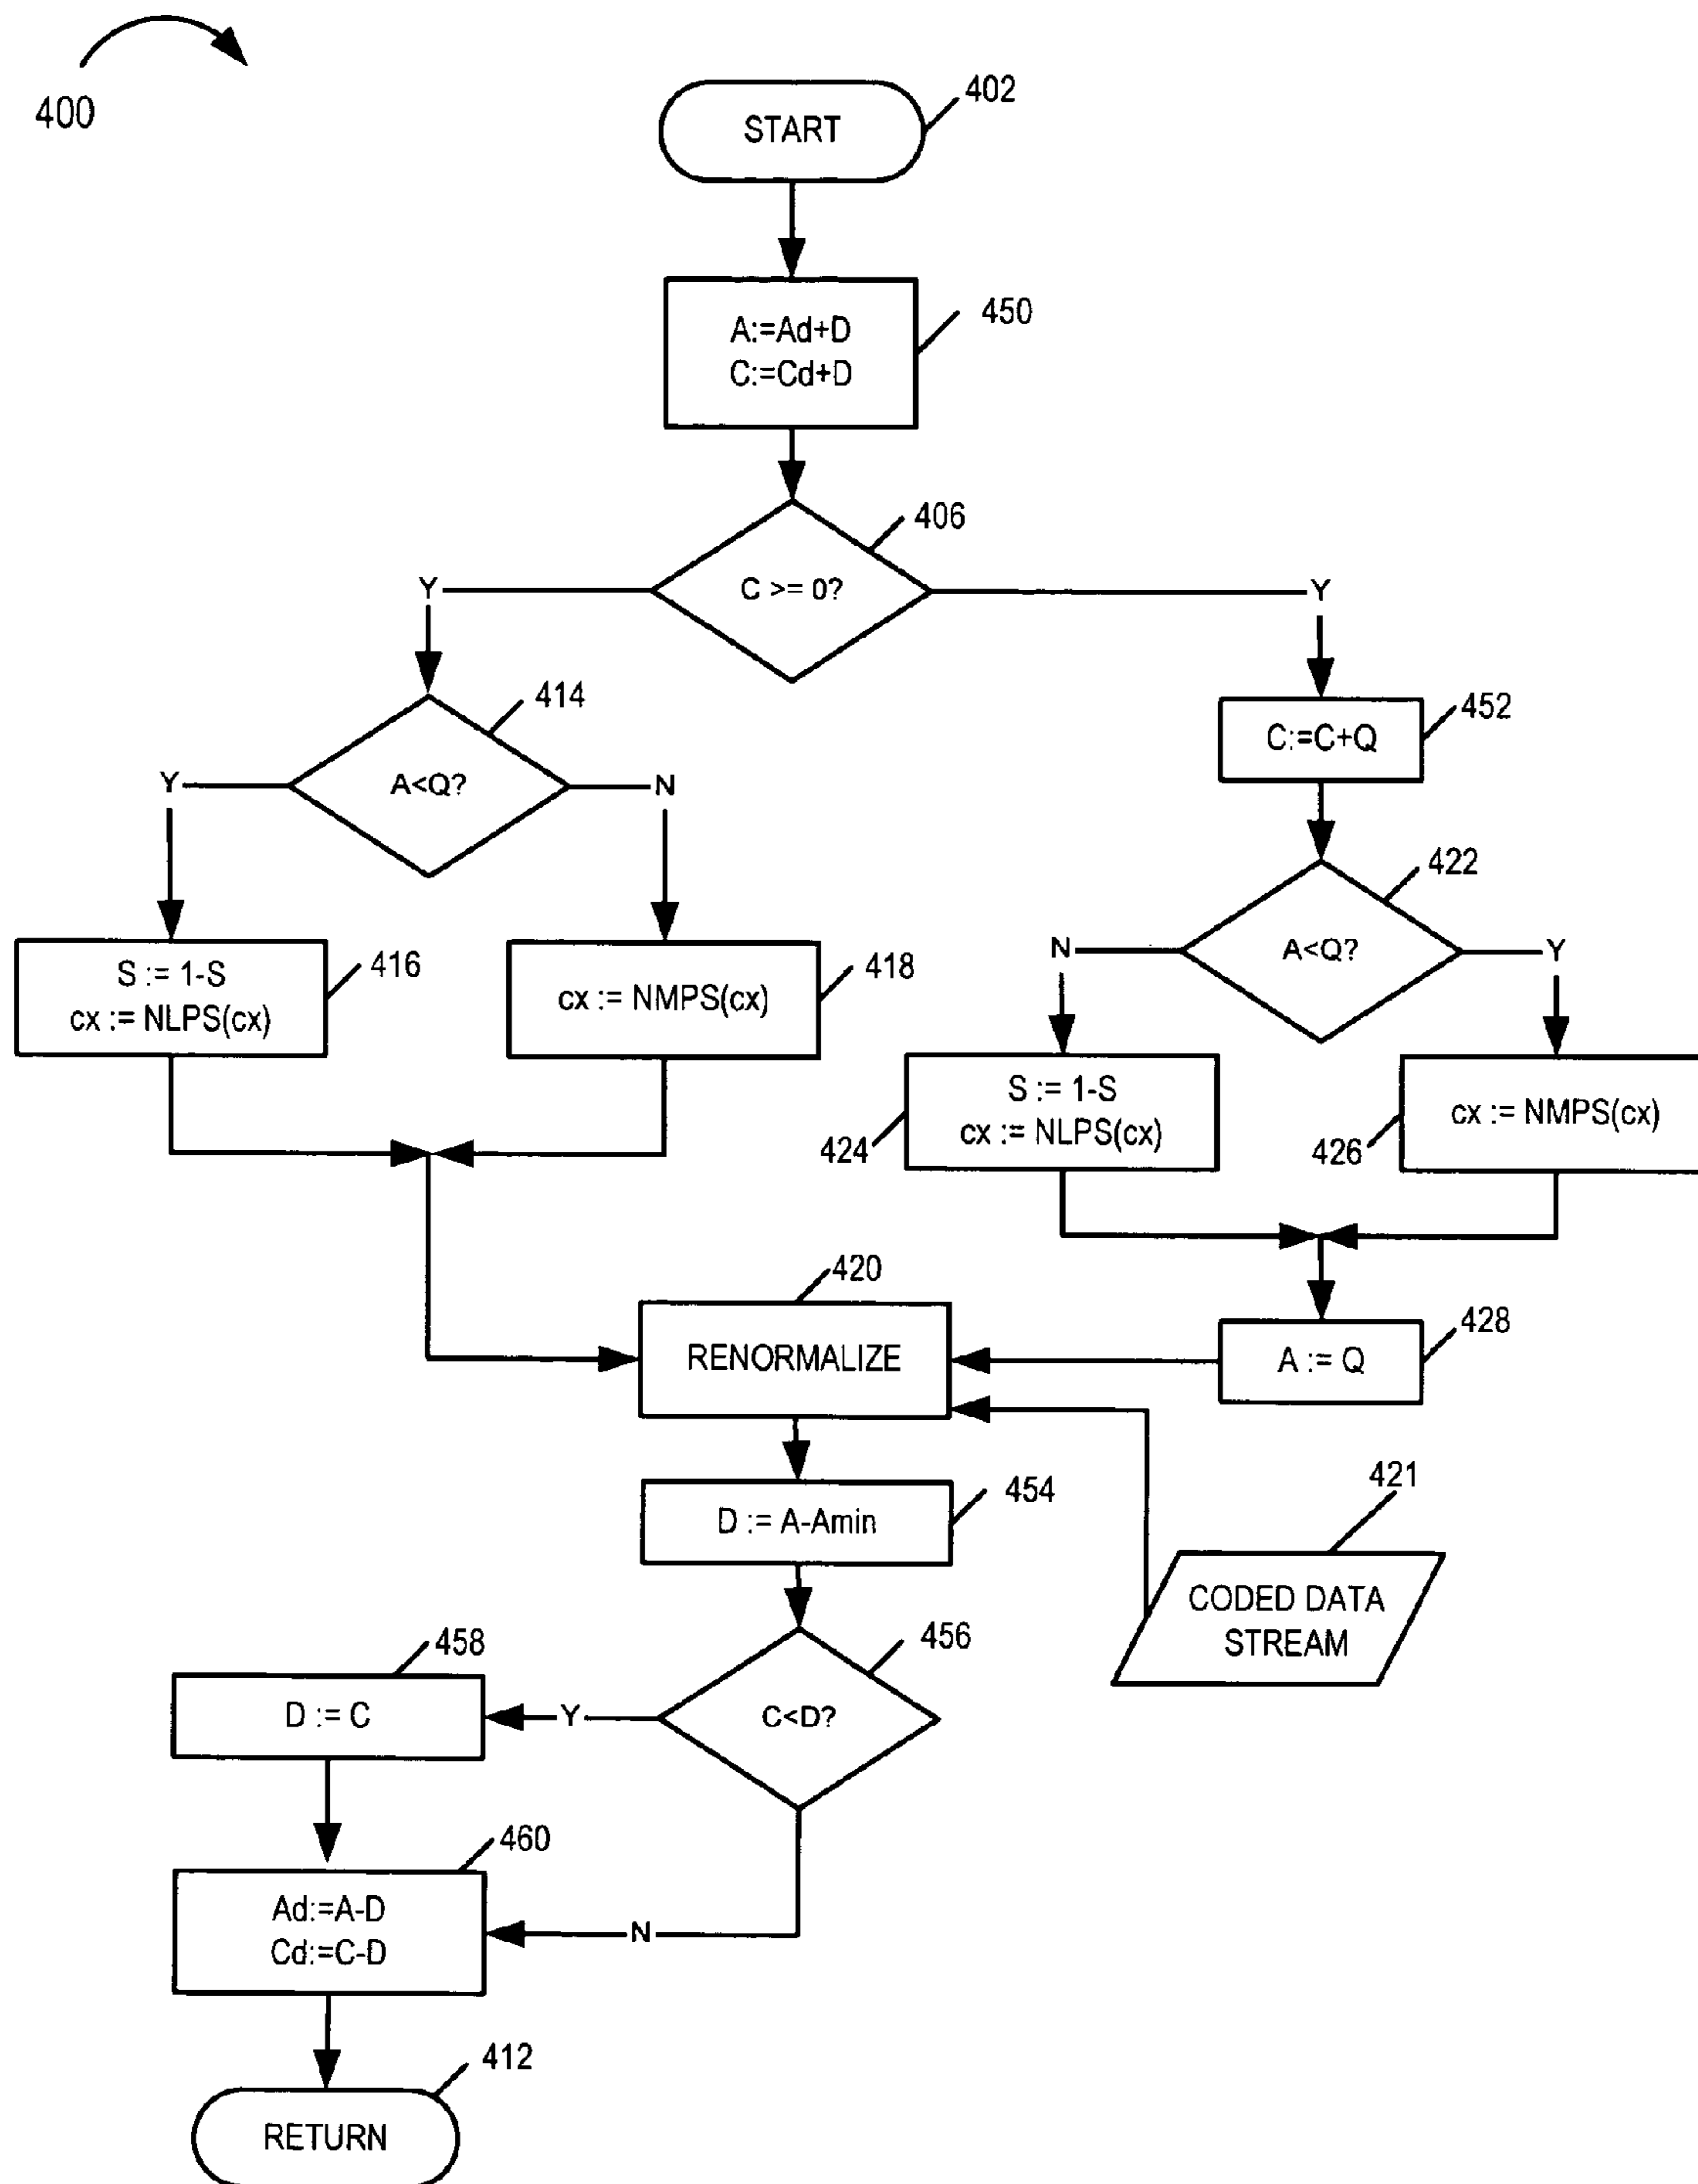 400
START
402
A:=Ad+D
C:=Cd+D
450
406
C >= 0?
Y
Y
414
A<Q?
Y
N
452
C:=C+Q
422
A<Q?
N
Y
S := 1-S
cx := NLPS(cx)
416
cx := NMPS(cx)
418
S := 1-S
cx := NLPS(cx)
424
cx := NMPS(cx)
426
420
RENORMALIZE
428
A := Q
454
D := A-Amin
421
CODED DATA
STREAM
458
D := C
Y
456
C<D?
460
Ad:=A-D
Cd:=C-D
N
412
RETURN